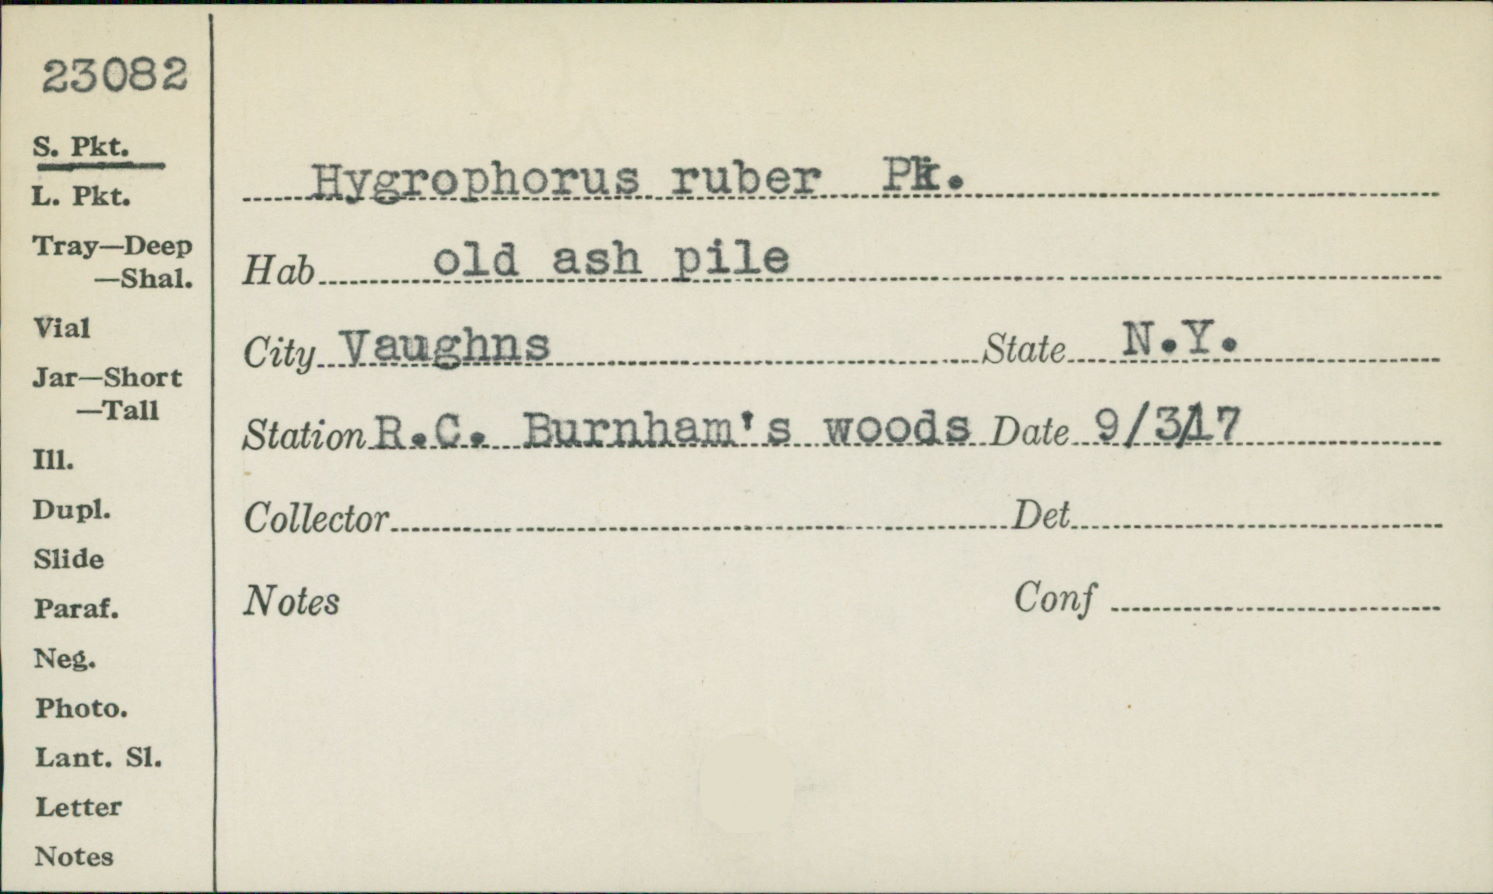 23082
S. Pkt.
L. Pkt.
Tray—Deep
—Shal.
Vial
Jar—Short
—Tall
Ill.
Dupl.
Slide
Paraf.
Neg.
Photo.
Lant. Sl.
Letter
Notes
Hygrophorus ruber Pk.
Hab old ash pile
City Vaughns State N.Y.
Station R.C. Burnham's woods Date 9/3/17
Collector Det
Notes Conf